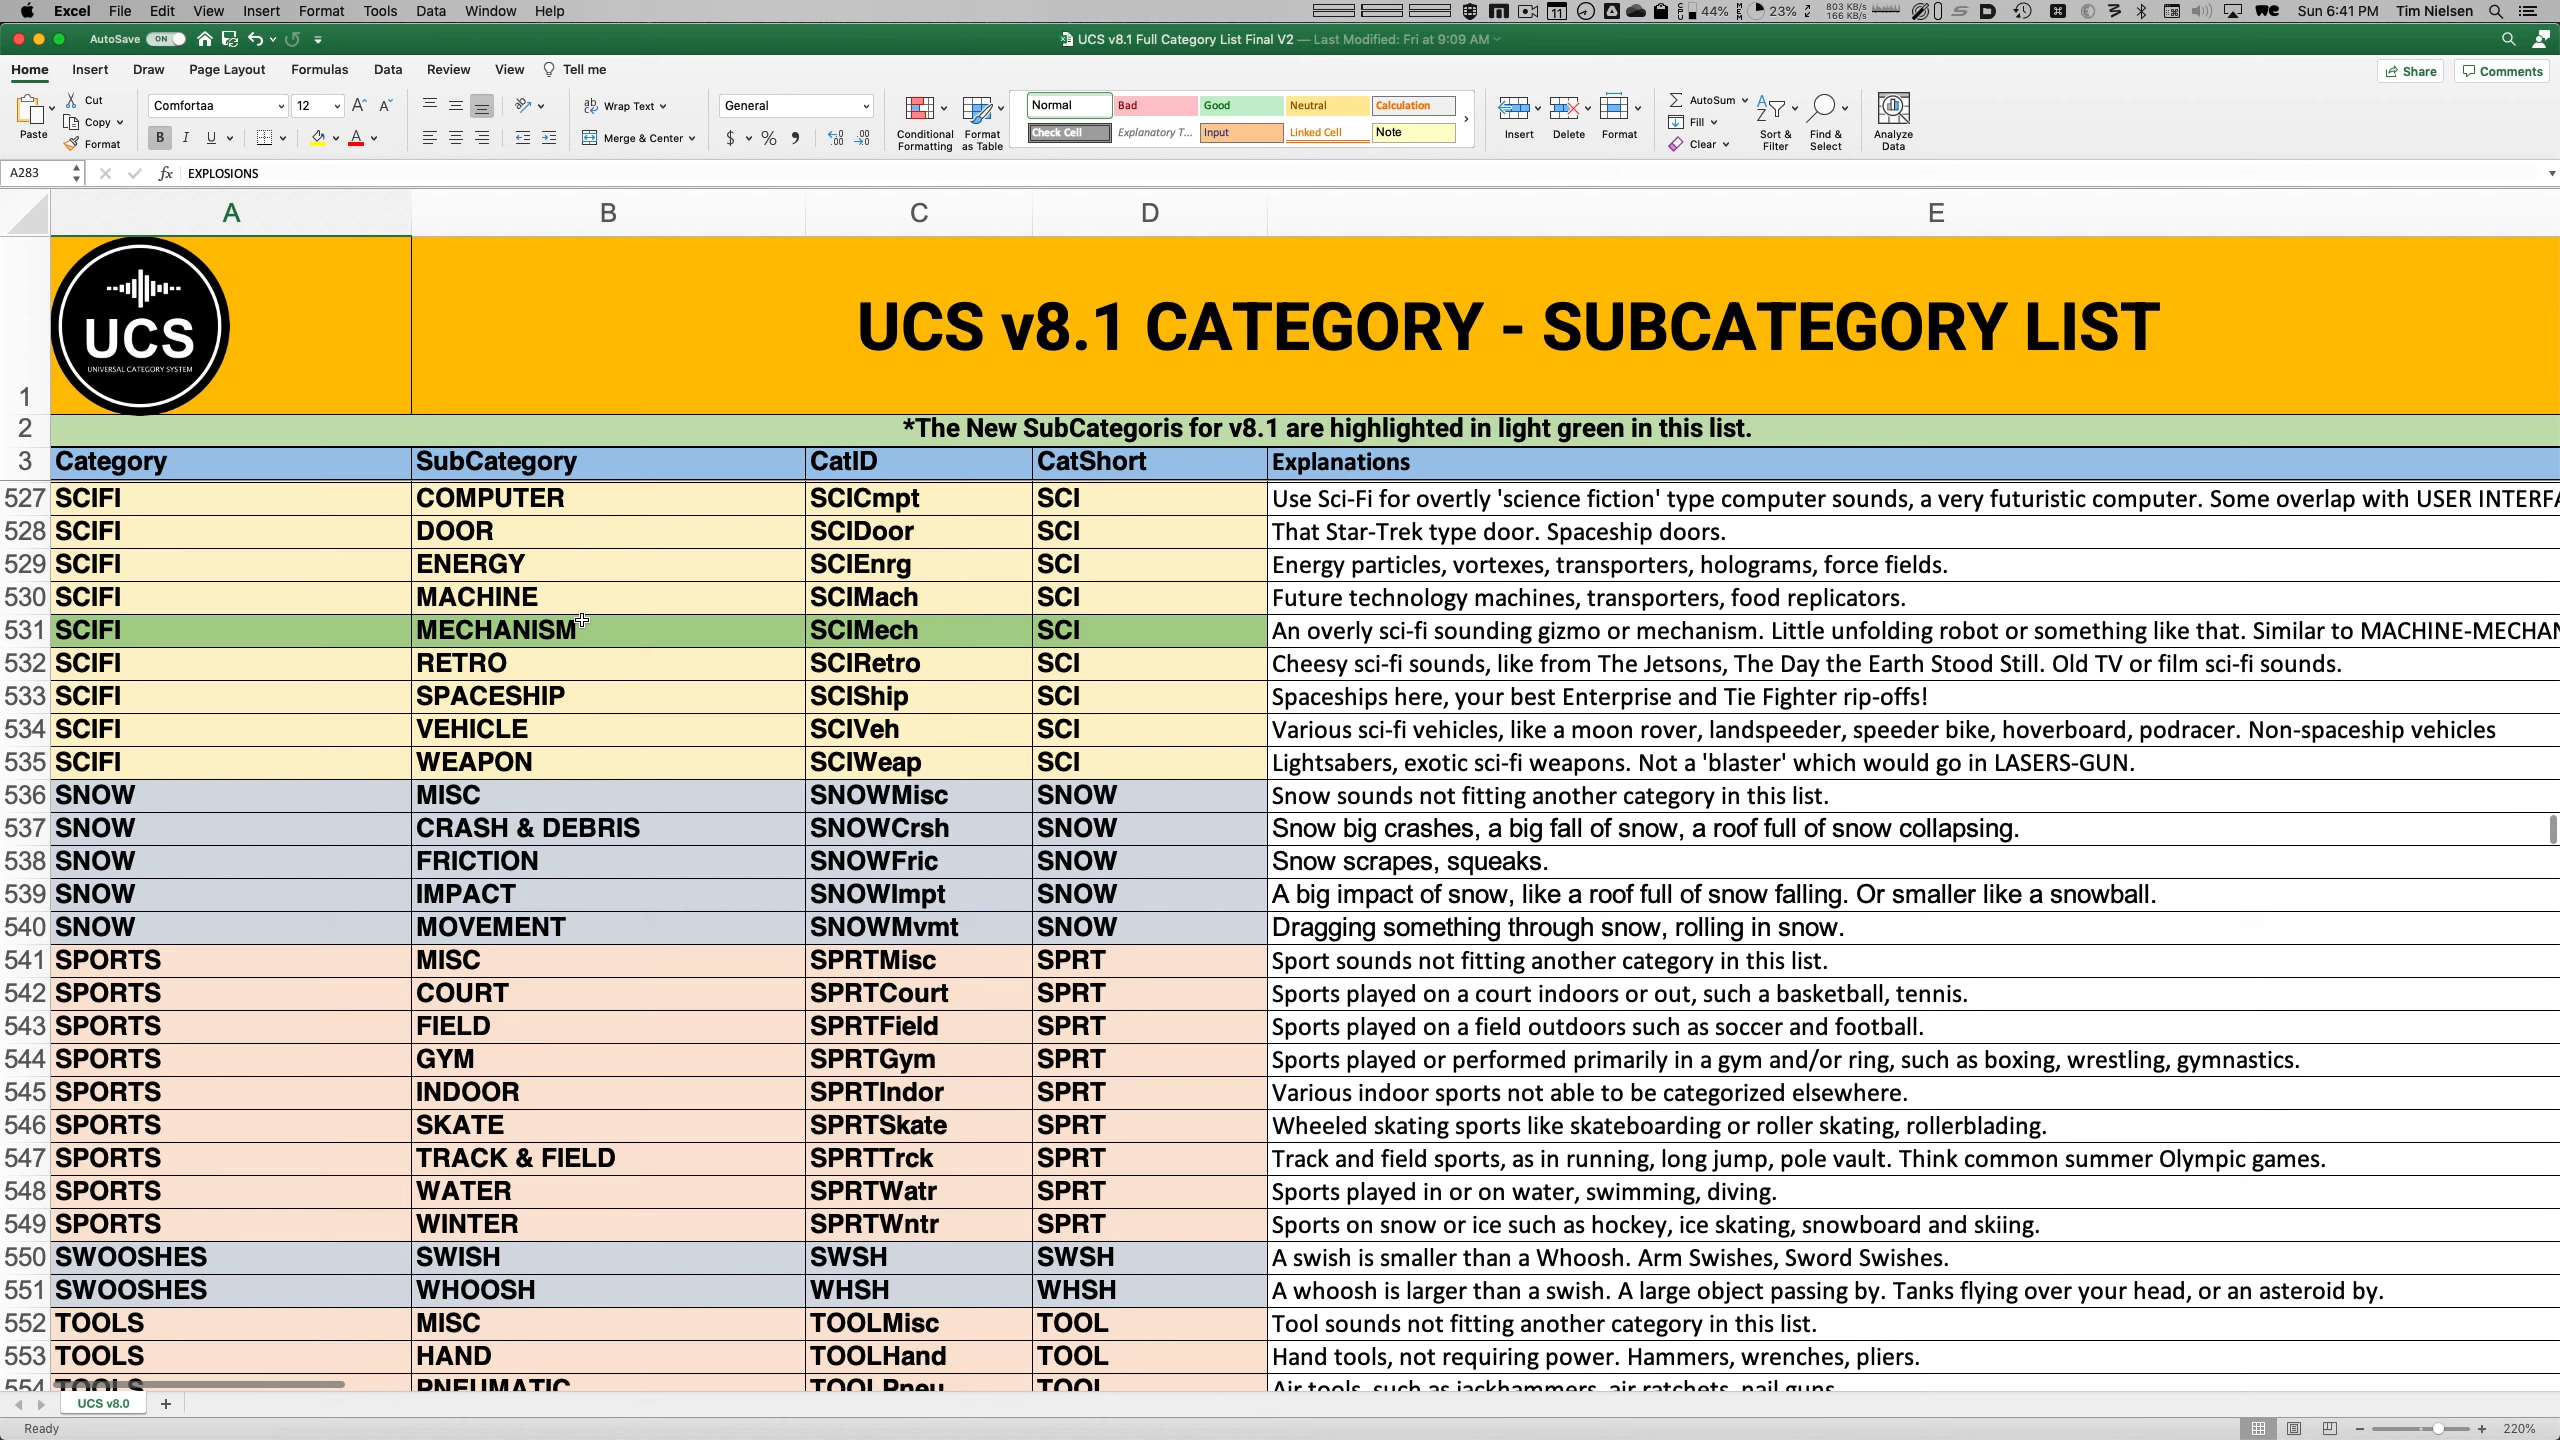 Excel File Edit View Insert Format Tools Data Window Help 11 44% 23% 803 KB/s 166 KB/s Sun 6:41 PM Tim Nielsen
AutoSave ON UCS v8.1 Full Category List Final V2 — Last Modified: Fri at 9:09 AM
Home Insert Draw Page Layout Formulas Data Review View Tell me Share Comments
Paste Cut Copy Format
Comfortaa 12 Wrap Text General
B I U A Merge & Center $ % Conditional Formatting Format as Table
Normal Bad Good Neutral Calculation
Check Cell Explanatory T... Input Linked Cell Note
Insert Delete Format AutoSum Fill Clear Sort & Filter Find & Select Analyze Data
A283 fx EXPLOSIONS
A B C D E
UCS
UNIVERSAL CATEGORY SYSTEM
1 UCS v8.1 CATEGORY - SUBCATEGORY LIST
2 *The New SubCategoris for v8.1 are highlighted in light green in this list.
3 Category SubCategory CatID CatShort Explanations
527 SCIFI COMPUTER SCICmpt SCI Use Sci-Fi for overtly 'science fiction' type computer sounds, a very futuristic computer. Some overlap with USER INTERFA
528 SCIFI DOOR SCIDoor SCI That Star-Trek type door. Spaceship doors.
529 SCIFI ENERGY SCIEnrg SCI Energy particles, vortexes, transporters, holograms, force fields.
530 SCIFI MACHINE SCIMach SCI Future technology machines, transporters, food replicators.
531 SCIFI MECHANISM SCIMech SCI An overly sci-fi sounding gizmo or mechanism. Little unfolding robot or something like that. Similar to MACHINE-MECHAN
532 SCIFI RETRO SCIRetro SCI Cheesy sci-fi sounds, like from The Jetsons, The Day the Earth Stood Still. Old TV or film sci-fi sounds.
533 SCIFI SPACESHIP SCIShip SCI Spaceships here, your best Enterprise and Tie Fighter rip-offs!
534 SCIFI VEHICLE SCIVeh SCI Various sci-fi vehicles, like a moon rover, landspeeder, speeder bike, hoverboard, podracer. Non-spaceship vehicles
535 SCIFI WEAPON SCIWeap SCI Lightsabers, exotic sci-fi weapons. Not a 'blaster' which would go in LASERS-GUN.
536 SNOW MISC SNOWMisc SNOW Snow sounds not fitting another category in this list.
537 SNOW CRASH & DEBRIS SNOWCrsh SNOW Snow big crashes, a big fall of snow, a roof full of snow collapsing.
538 SNOW FRICTION SNOWFric SNOW Snow scrapes, squeaks.
539 SNOW IMPACT SNOWImpt SNOW A big impact of snow, like a roof full of snow falling. Or smaller like a snowball.
540 SNOW MOVEMENT SNOWMvmt SNOW Dragging something through snow, rolling in snow.
541 SPORTS MISC SPRTMisc SPRT Sport sounds not fitting another category in this list.
542 SPORTS COURT SPRTCourt SPRT Sports played on a court indoors or out, such a basketball, tennis.
543 SPORTS FIELD SPRTField SPRT Sports played on a field outdoors such as soccer and football.
544 SPORTS GYM SPRTGym SPRT Sports played or performed primarily in a gym and/or ring, such as boxing, wrestling, gymnastics.
545 SPORTS INDOOR SPRTIndor SPRT Various indoor sports not able to be categorized elsewhere.
546 SPORTS SKATE SPRTSkate SPRT Wheeled skating sports like skateboarding or roller skating, rollerblading.
547 SPORTS TRACK & FIELD SPRTTrck SPRT Track and field sports, as in running, long jump, pole vault. Think common summer Olympic games.
548 SPORTS WATER SPRTWatr SPRT Sports played in or on water, swimming, diving.
549 SPORTS WINTER SPRTWntr SPRT Sports on snow or ice such as hockey, ice skating, snowboard and skiing.
550 SWOOSHES SWISH SWSH SWSH A swish is smaller than a Whoosh. Arm Swishes, Sword Swishes.
551 SWOOSHES WHOOSH WHSH WHSH A whoosh is larger than a swish. A large object passing by. Tanks flying over your head, or an asteroid by.
552 TOOLS MISC TOOLMisc TOOL Tool sounds not fitting another category in this list.
553 TOOLS HAND TOOLHand TOOL Hand tools, not requiring power. Hammers, wrenches, pliers.
554 TOOLS PNEUMATIC TOOLPneu TOOL Air tools, such as jackhammers, air ratchets, nail guns
UCS v8.0
Ready 220%